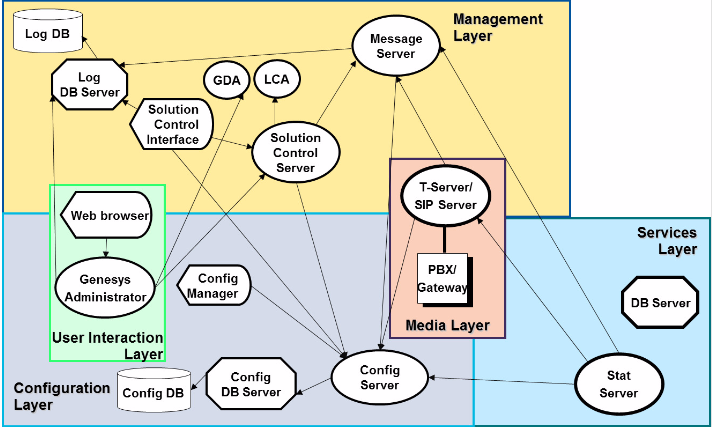 Log DB
Log
DB Server
GDA
LCA
Message
Server
Management
Layer
Solution
Control
Interface
Solution
Control
Server
T-Server/
SIP Server
PBX/
Gateway
Media Layer
Web browser
Genesys
Administrator
User Interaction
Layer
Config
Manager
Services
Layer
DB Server
Configuration
Layer
Config DB
Config
DB Server
Config
Server
Stat
Server